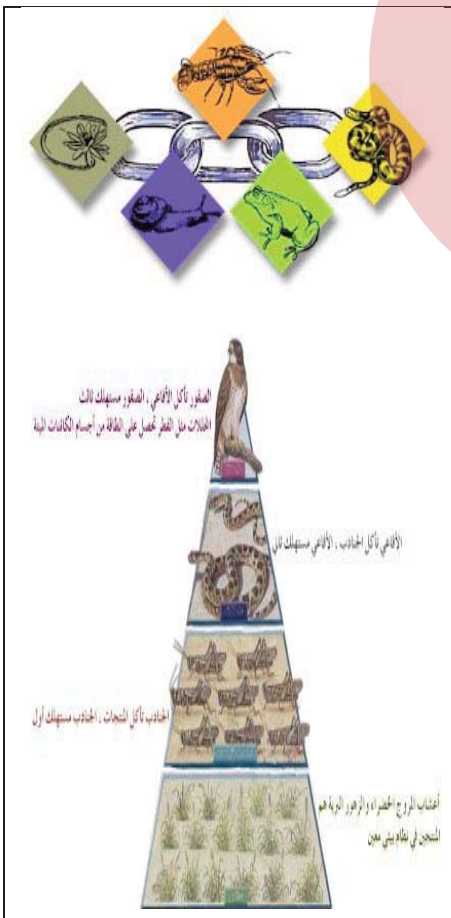 الصقور تأكل الأفاعي ، الصقور مستهلك ثالث
المحللات مثل الفطر تحصل على الطاقة من أجسام الكائنات الميتة
الأفاعي تأكل الجنادب ، الأفاعي مستهلك ثاني
الجنادب تأكل المنتجات ، الجنادب مستهلك أول
أعشاب المروج الخضراء والزهور البرية هم
المنتجين في نظام بيئي معين